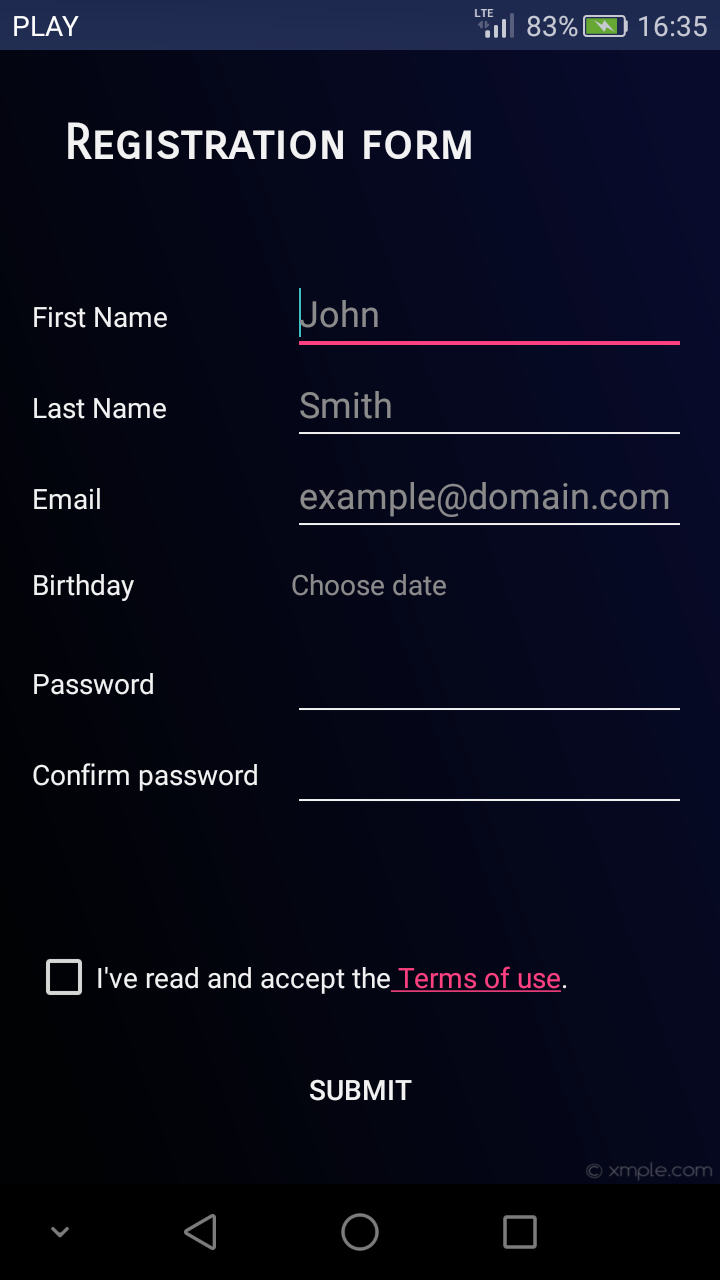 PLAY LTE 83% 16:35
Registration form
First Name John
Last Name Smith
Email example@domain.com
Birthday Choose date
Password
Confirm password
I've read and accept the Terms of use.
SUBMIT
© xmple.com